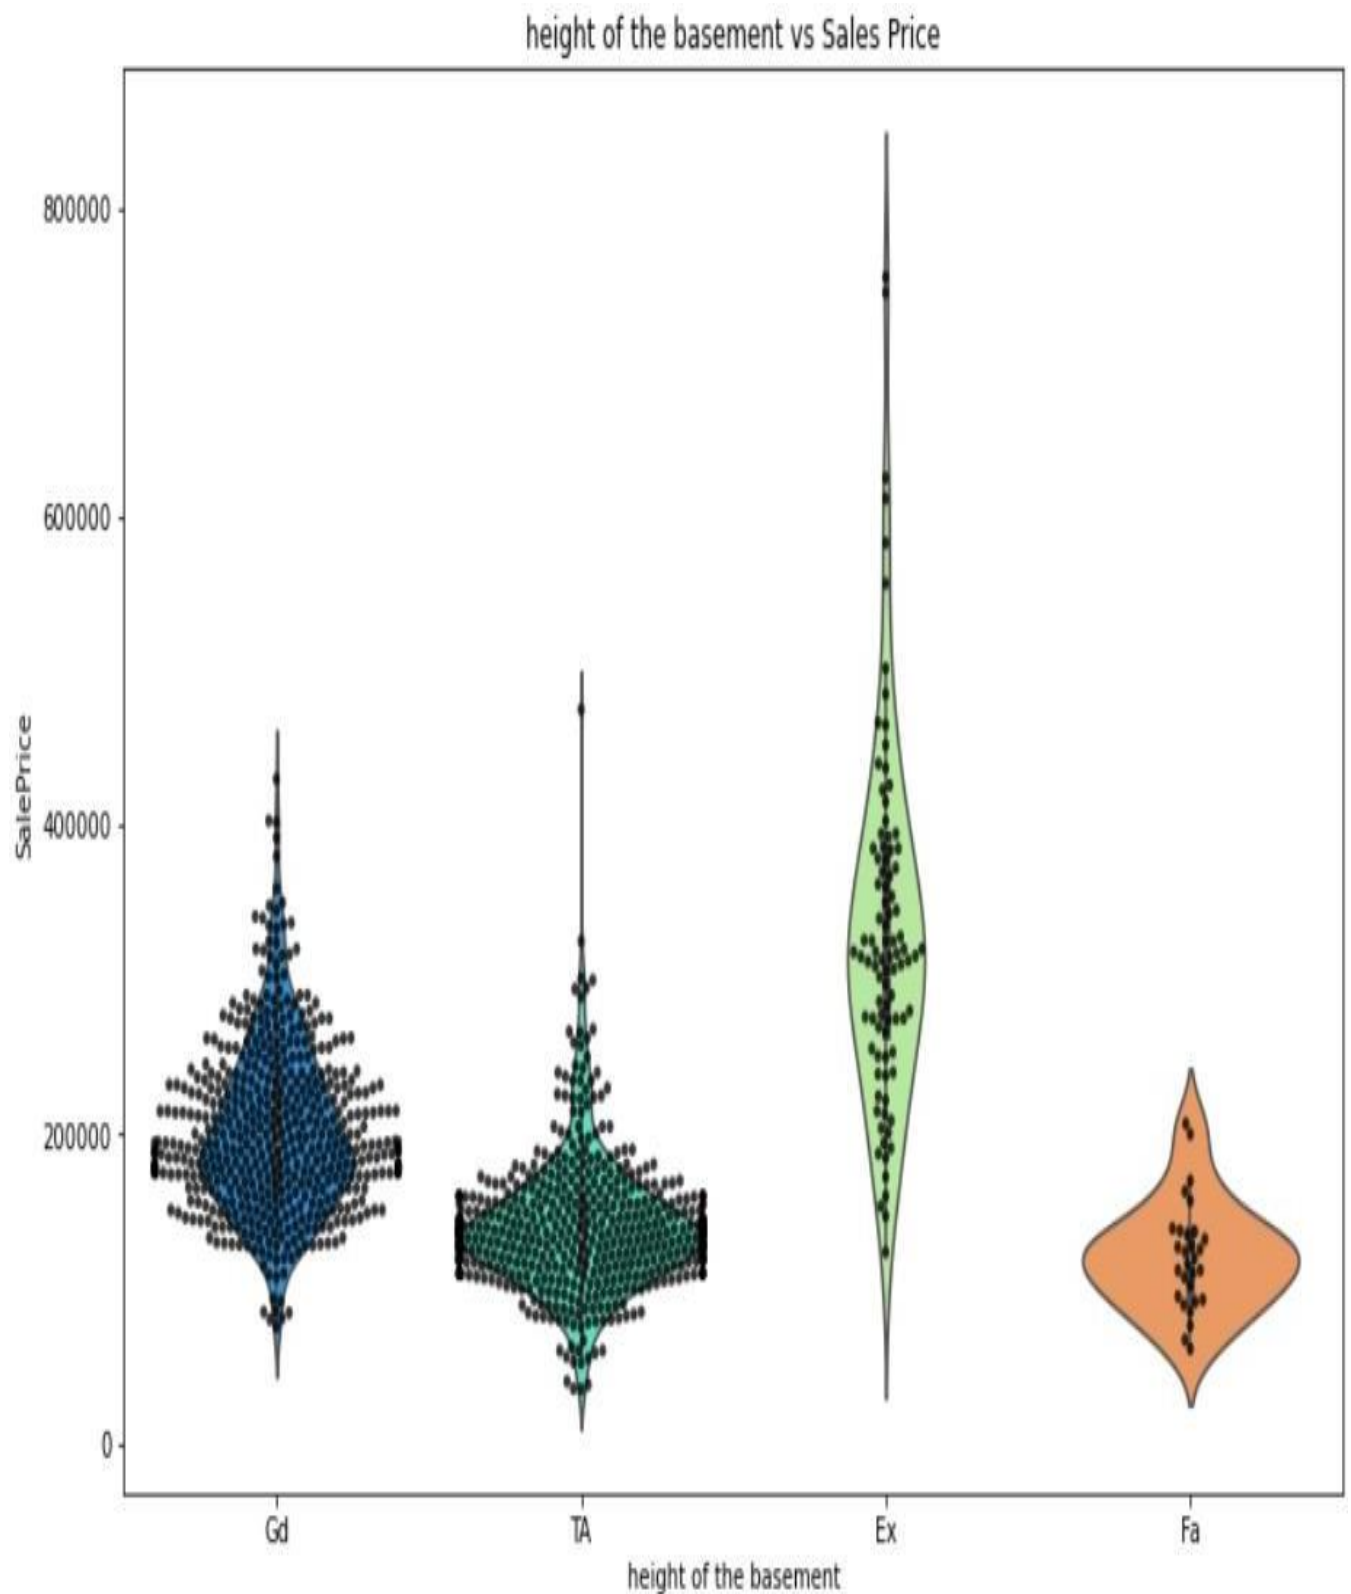 height of the basement vs Sales Price
800000
600000
400000
200000
0
SalePrice
Gd
TA
Ex
Fa
height of the basement